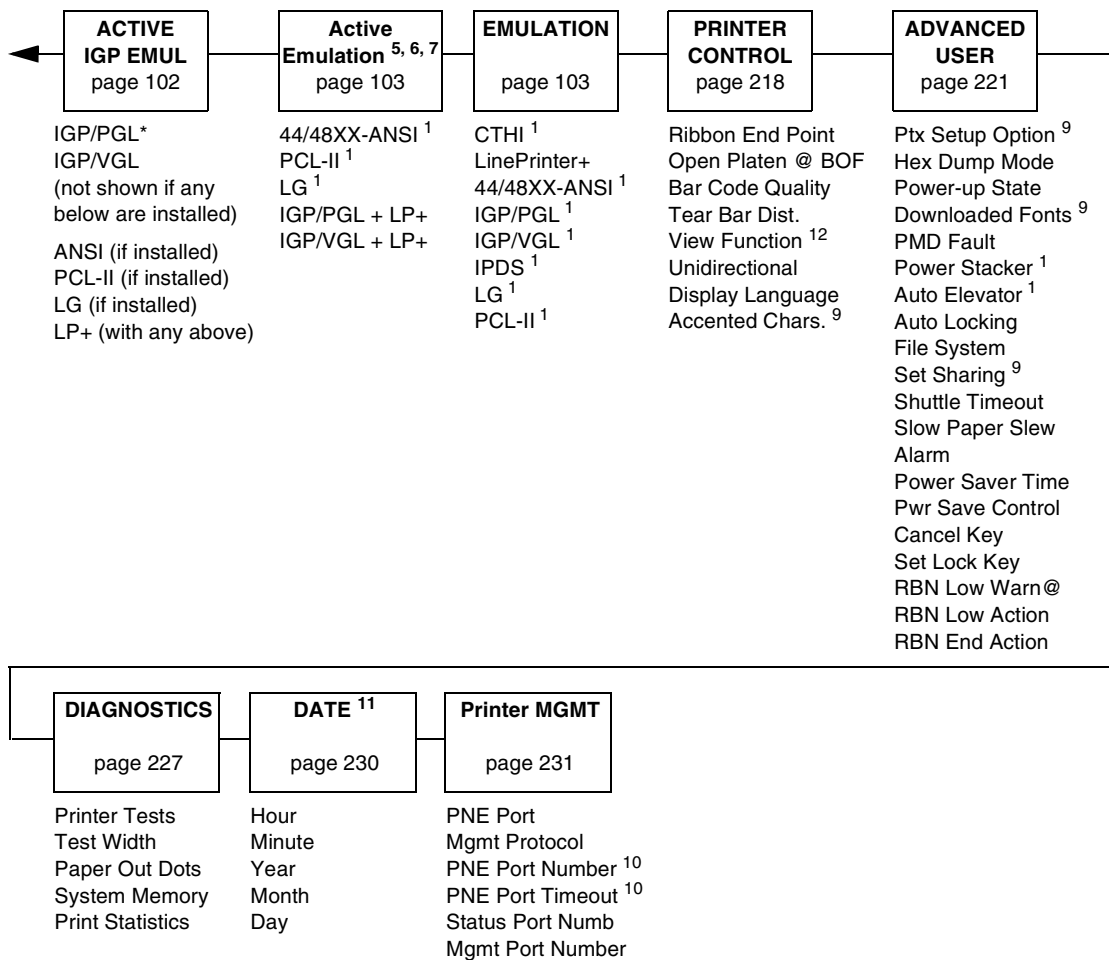 ACTIVE
IGP EMUL
page 102
IGP/PGL*
IGP/VGL
(not shown if any
below are installed)
ANSI (if installed)
PCL-II (if installed)
LG (if installed)
LP+ (with any above)
Active
Emulation 5, 6, 7
page 103
44/48XX-ANSI 1
PCL-II 1
LG 1
IGP/PGL + LP+
IGP/VGL + LP+
EMULATION
page 103
CTHI 1
LinePrinter+
44/48XX-ANSI 1
IGP/PGL 1
IGP/VGL 1
IPDS 1
LG 1
PCL-II 1
PRINTER
CONTROL
page 218
Ribbon End Point
Open Platen @ BOF
Bar Code Quality
Tear Bar Dist.
View Function 12
Unidirectional
Display Language
Accented Chars. 9
ADVANCED
USER
page 221
Ptx Setup Option 9
Hex Dump Mode
Power-up State
Downloaded Fonts 9
PMD Fault
Power Stacker 1
Auto Elevator 1
Auto Locking
File System
Set Sharing 9
Shuttle Timeout
Slow Paper Slew
Alarm
Power Saver Time
Pwr Save Control
Cancel Key
Set Lock Key
RBN Low Warn@
RBN Low Action
RBN End Action
DIAGNOSTICS
page 227
Printer Tests
Test Width
Paper Out Dots
System Memory
Print Statistics
DATE 11
page 230
Hour
Minute
Year
Month
Day
Printer MGMT
page 231
PNE Port
Mgmt Protocol
PNE Port Number 10
PNE Port Timeout 10
Status Port Numb
Mgmt Port Number